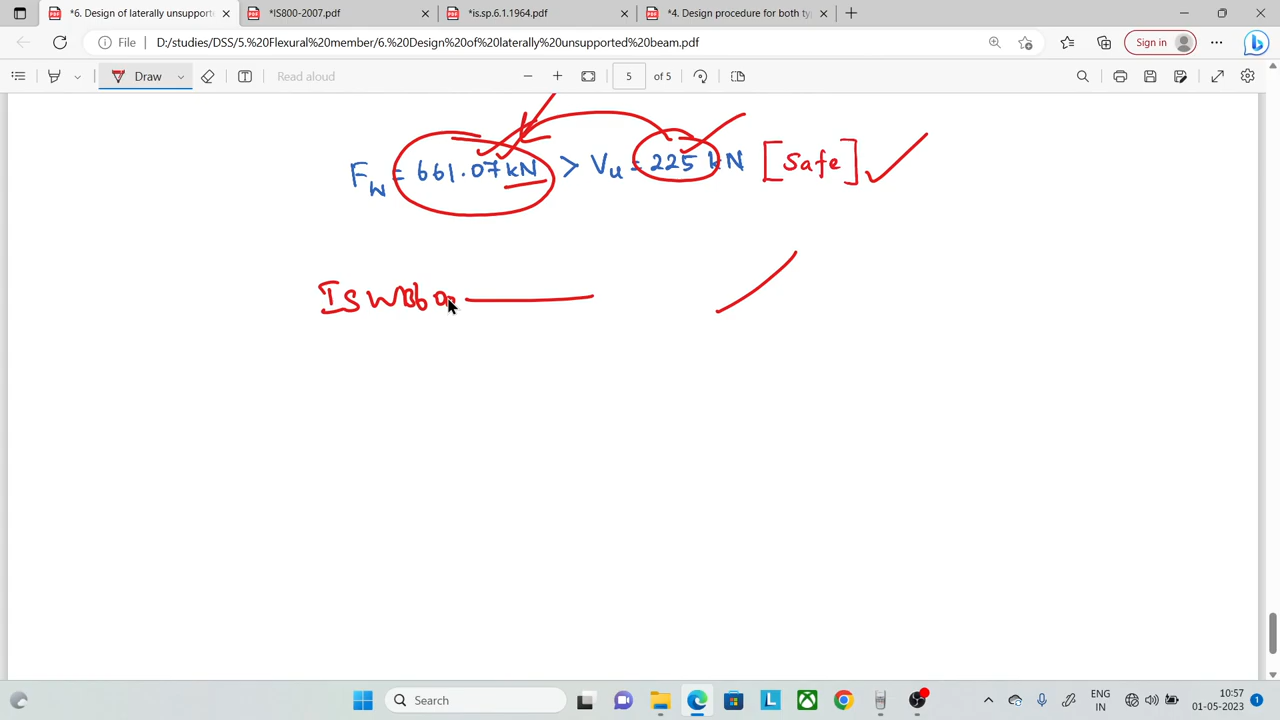 *6. Design of laterally unsupporte
*IS800-2007.pdf
*is.sp.6.1.1964.pdf
*4. Design procedure for both ty
File
D:/studies/DSS/5.%20Flexural%20member/6.%20Design%20of%20laterally%20unsupported%20beam.pdf
Sign in
Draw
Read aloud
5
of 5
Fw = 661.07 kN > Vu = 225 kN [Safe]
ISWB600
Search
ENG
IN
10:57
01-05-2023
1